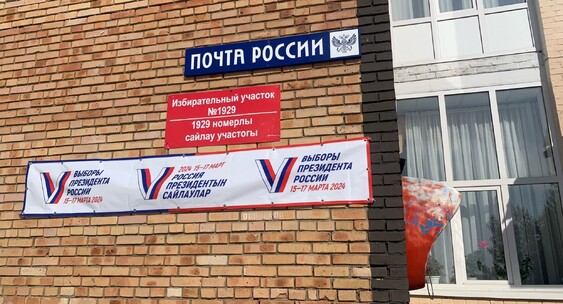 ПОЧТА РОССИИ
Избирательный участок
№1929
1929 номерлы
сайлау участогы
ВЫБОРЫ
ПРЕЗИДЕНТА
РОССИИ
15–17 МАРТА 2024
2024 15–17 МАРТ
РОССИЯ
ПРЕЗИДЕНТЫН
САЙЛАУЛАР
ВЫБОРЫ
ПРЕЗИДЕНТА
РОССИИ
15–17 МАРТА 2024